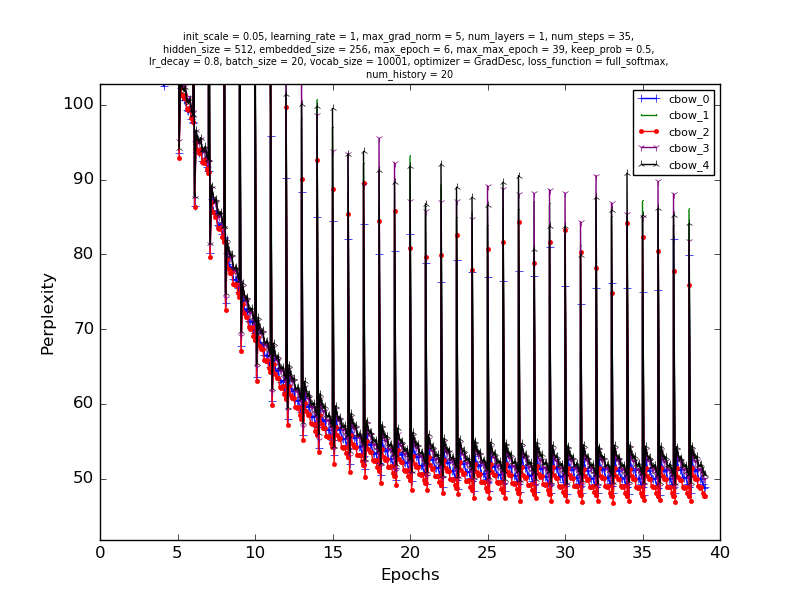 init_scale = 0.05, learning_rate = 1, max_grad_norm = 5, num_layers = 1, num_steps = 35,
hidden_size = 512, embedded_size = 256, max_epoch = 6, max_max_epoch = 39, keep_prob = 0.5,
lr_decay = 0.8, batch_size = 20, vocab_size = 10001, optimizer = GradDesc, loss_function = full_softmax,
num_history = 20
cbow_0
cbow_1
cbow_2
cbow_3
cbow_4
100
90
80
70
60
50
Perplexity
0 5 10 15 20 25 30 35 40
Epochs